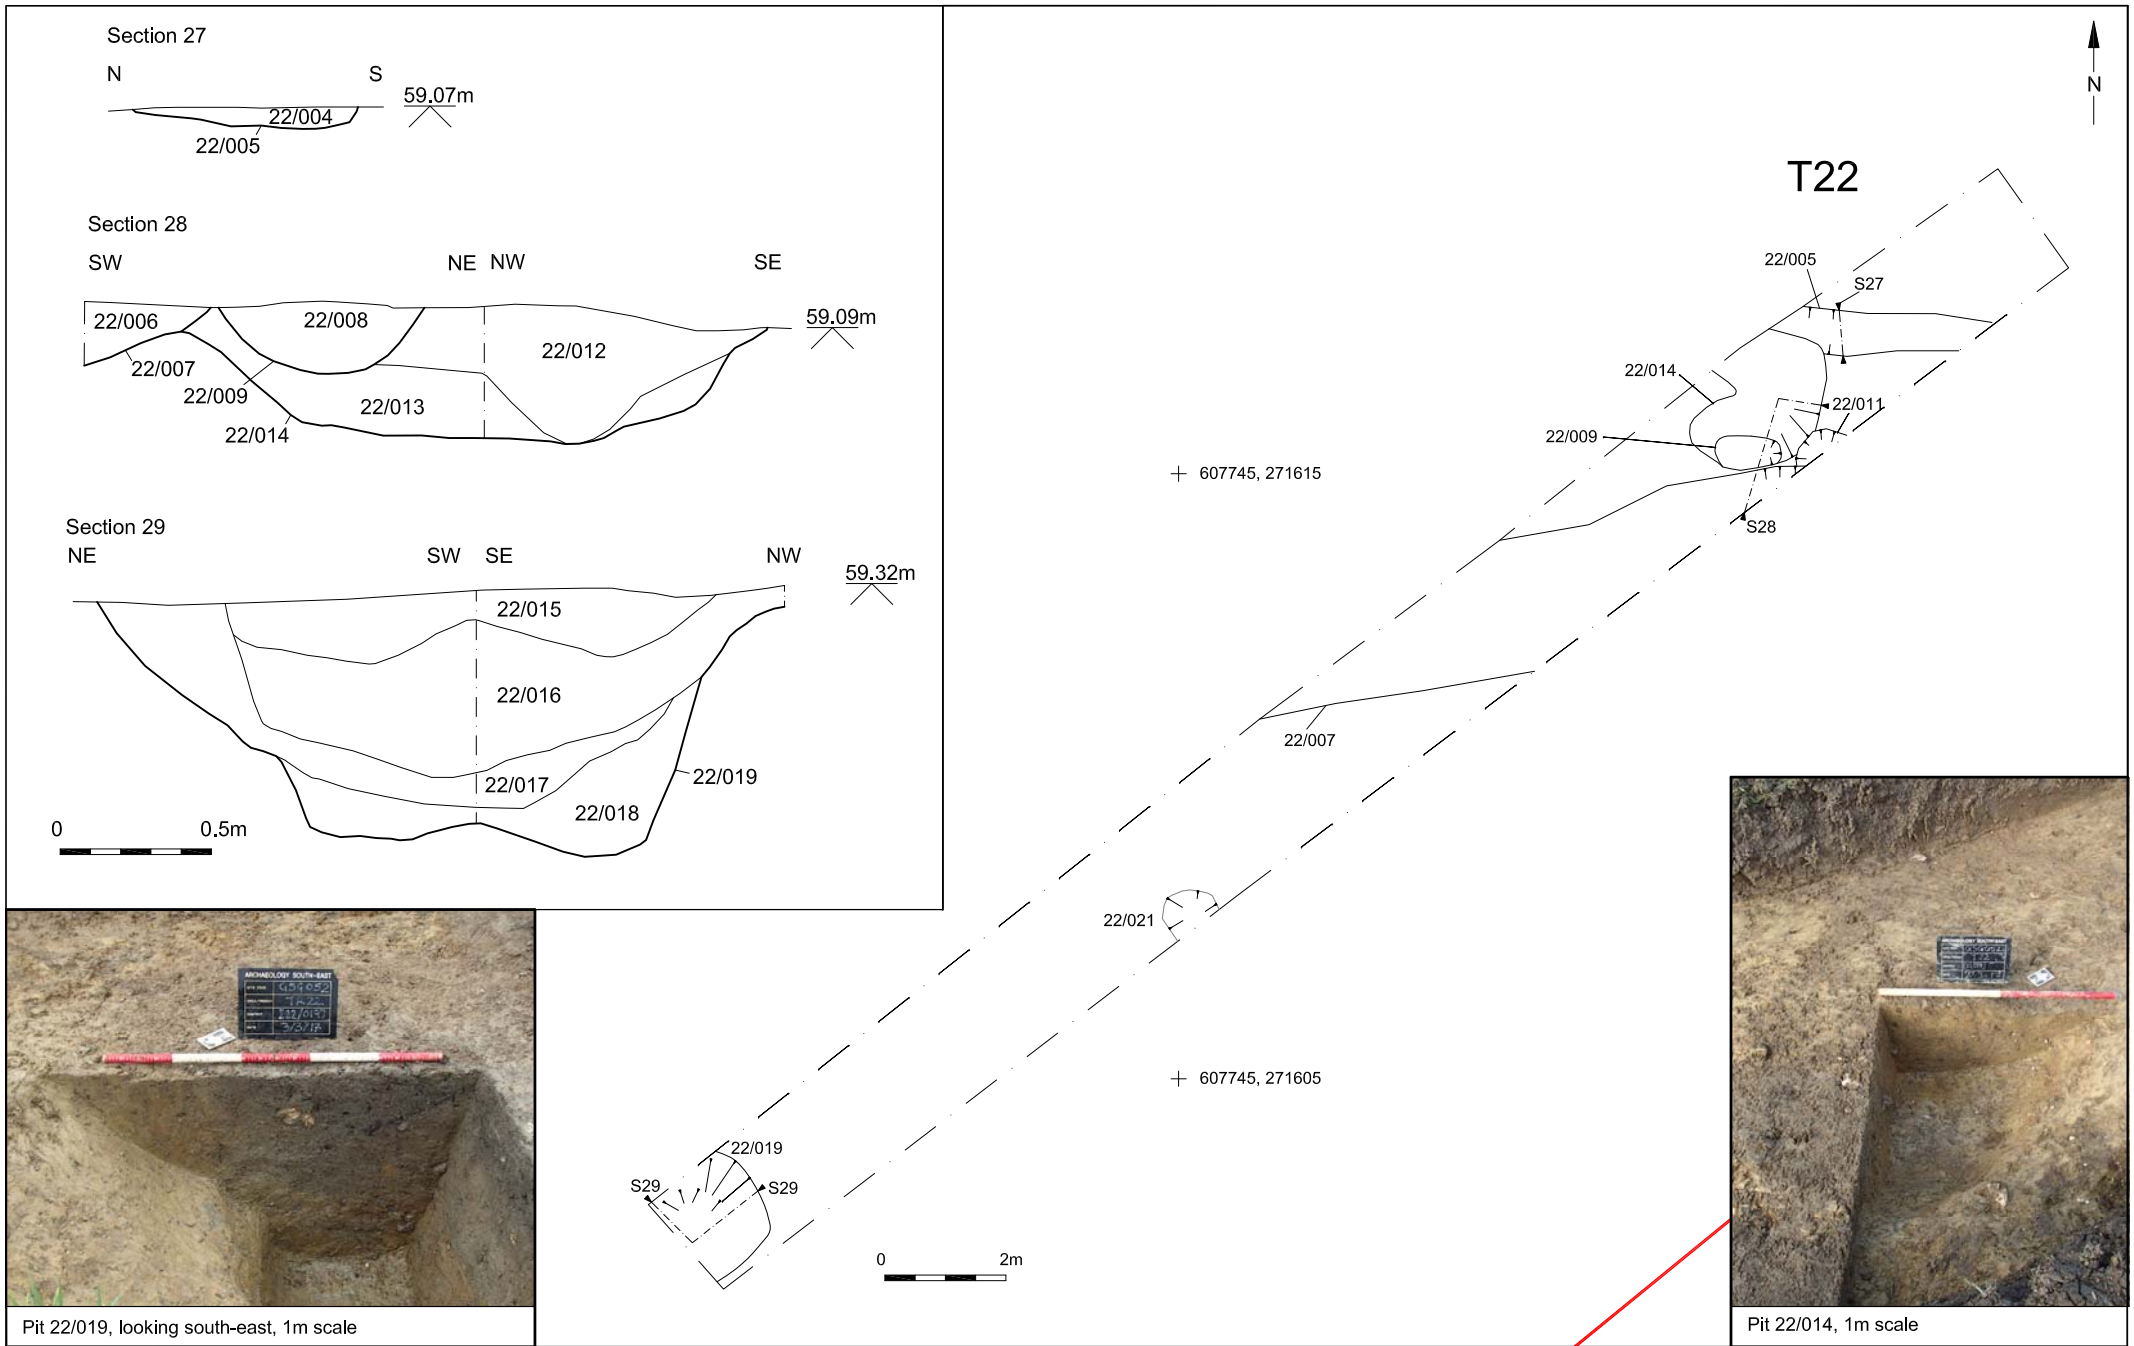 Section 27
N S
59.07m
22/004
22/005
Section 28
SW NE NW SE
59.09m
22/006
22/008
22/012
22/007
22/009
22/013
22/014
Section 29
NE SW SE NW
59.32m
22/015
22/016
22/017
22/019
22/018
0 0.5m
N
T22
22/005
S27
22/014
22/011
22/009
S28
607745, 271615
22/007
22/021
607745, 271605
22/019
S29
S29
0 2m
ARCHAEOLOGY SOUTH-EAST
TR22
Pit 22/019, looking south-east, 1m scale
ARCHAEOLOGY SOUTH-EAST
Pit 22/014, 1m scale